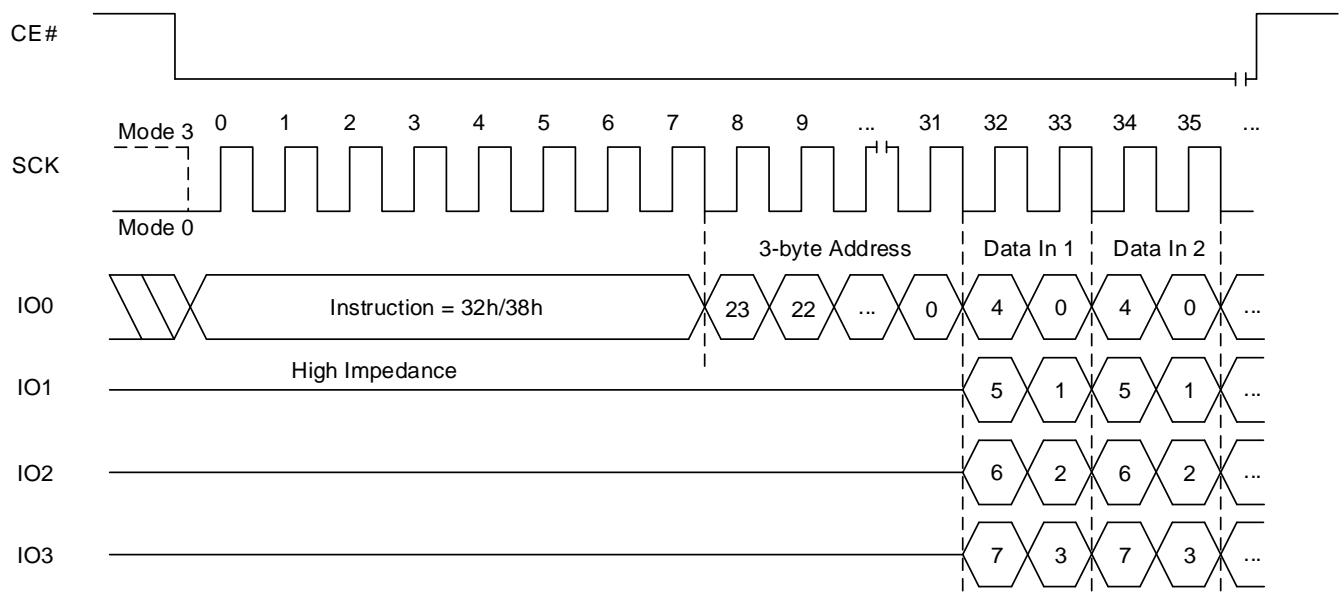 CE#
Mode 3 0 1 2 3 4 5 6 7 8 9 ... 31 32 33 34 35 ...
SCK
Mode 0
3-byte Address Data In 1 Data In 2
IO0 Instruction = 32h/38h 23 22 ... 0 4 0 4 0 ...
High Impedance
IO1 5 1 5 1 ...
IO2 6 2 6 2 ...
IO3 7 3 7 3 ...